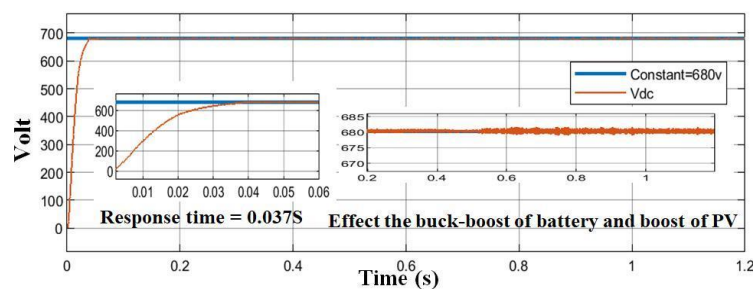 700
600
500
400
300
200
100
0
Volt
Constant=680v
Vdc
600
400
200
0
0.01 0.02 0.03 0.04 0.05 0.06
Response time = 0.037S
685
680
675
670
0.2 0.4 0.6 0.8 1
Effect the buck-boost of battery and boost of PV
0 0.2 0.4 0.6 0.8 1 1.2
Time (s)